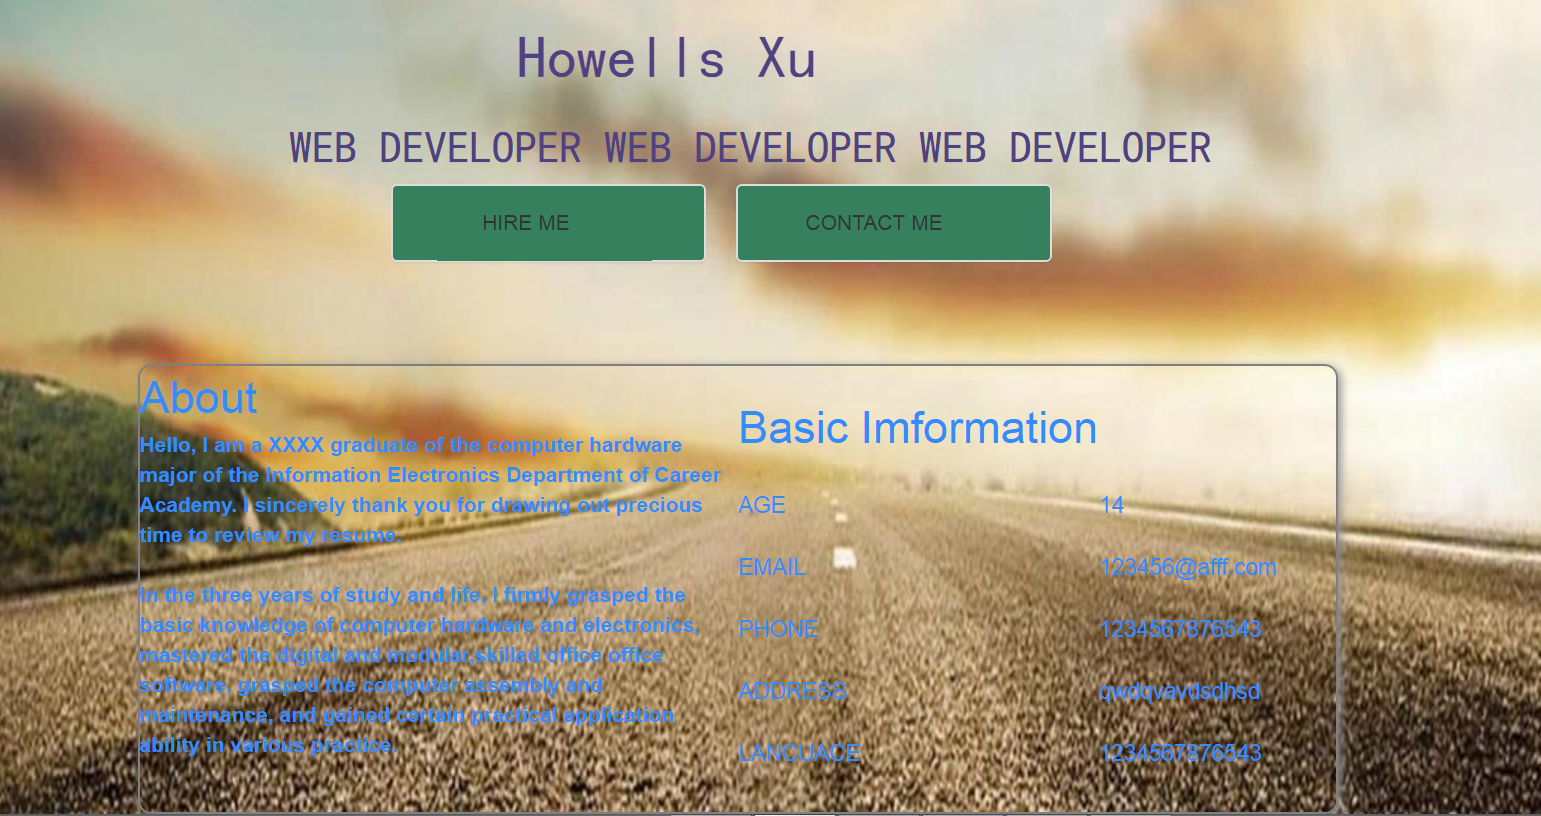 Howells Xu
WEB DEVELOPER WEB DEVELOPER WEB DEVELOPER
HIRE ME
CONTACT ME
About
Hello, I am a XXXX graduate of the computer hardware
major of the Information Electronics Department of Career
Academy. I sincerely thank you for drawing out precious
time to review my resume.
In the three years of study and life, I firmly grasped the
basic knowledge of computer hardware and electronics,
mastered the digital and modular,skilled office office
software, grasped the computer assembly and
maintenance, and gained certain practical application
ability in various practice.
Basic Imformation
AGE 14
EMAIL 123456@afff.com
PHONE 1234567876543
ADDRESS qwdqvavdsdhsd
LANCUACE 1234567876543